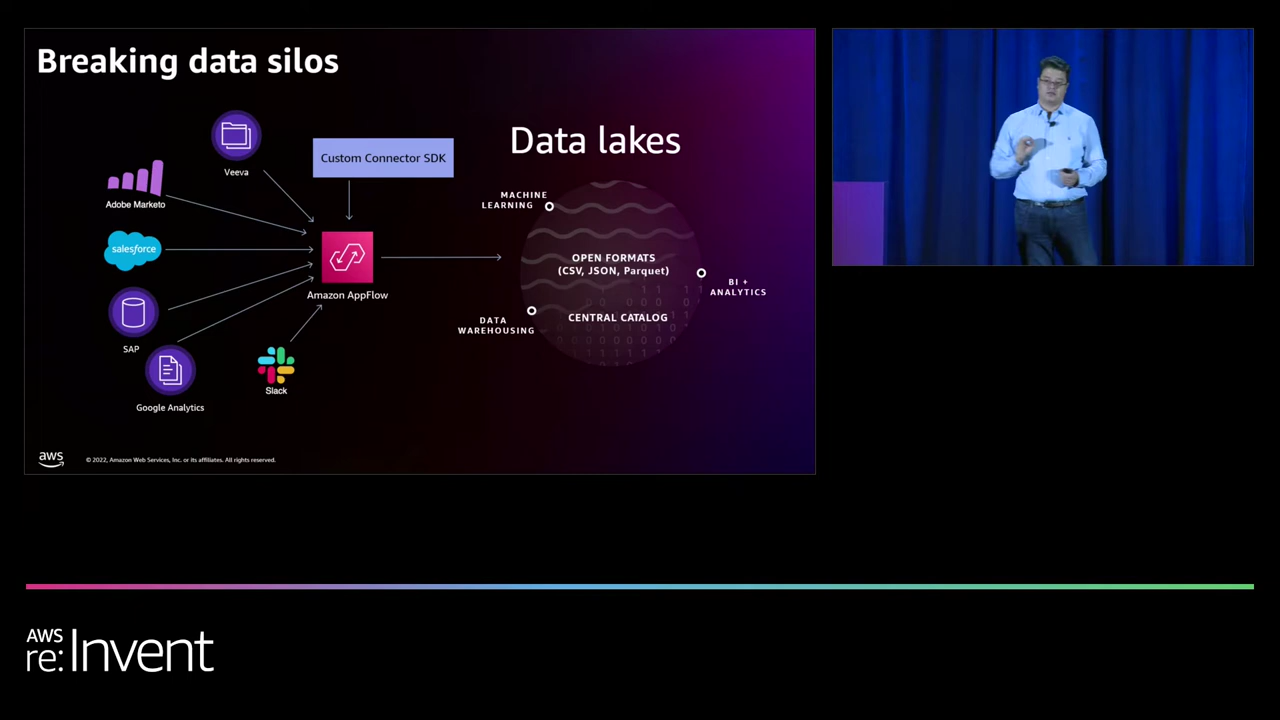 Breaking data silos
Veeva
Custom Connector SDK
Data lakes
Adobe Marketo
MACHINE
LEARNING
salesforce
OPEN FORMATS
(CSV, JSON, Parquet)
BI +
ANALYTICS
Amazon AppFlow
CENTRAL CATALOG
DATA
WAREHOUSING
SAP
Slack
Google Analytics
aws
© 2022, Amazon Web Services, Inc. or its affiliates. All rights reserved.
AWS
re:Invent